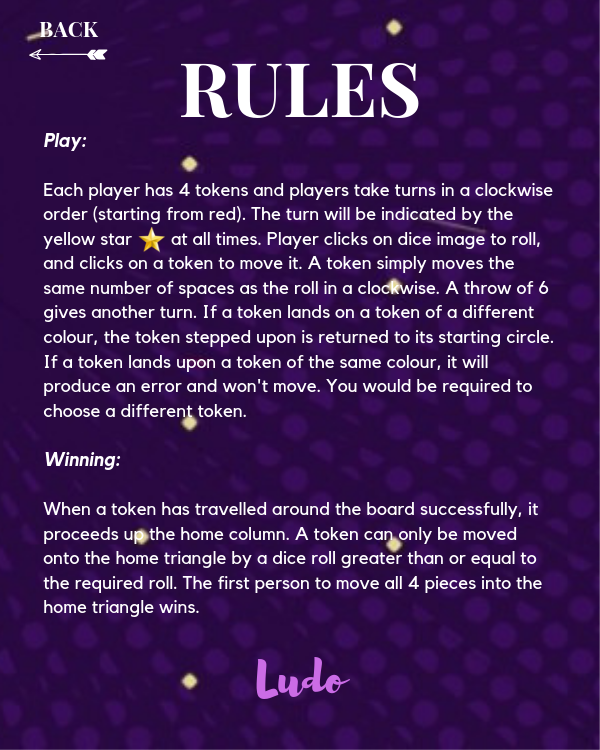 BACK
RULES
Play:
Each player has 4 tokens and players take turns in a clockwise
order (starting from red). The turn will be indicated by the
yellow star ⭐ at all times. Player clicks on dice image to roll,
and clicks on a token to move it. A token simply moves the
same number of spaces as the roll in a clockwise. A throw of 6
gives another turn. If a token lands on a token of a different
colour, the token stepped upon is returned to its starting circle.
If a token lands upon a token of the same colour, it will
produce an error and won't move. You would be required to
choose a different token.
Winning:
When a token has travelled around the board successfully, it
proceeds up the home column. A token can only be moved
onto the home triangle by a dice roll greater than or equal to
the required roll. The first person to move all 4 pieces into the
home triangle wins.
Ludo